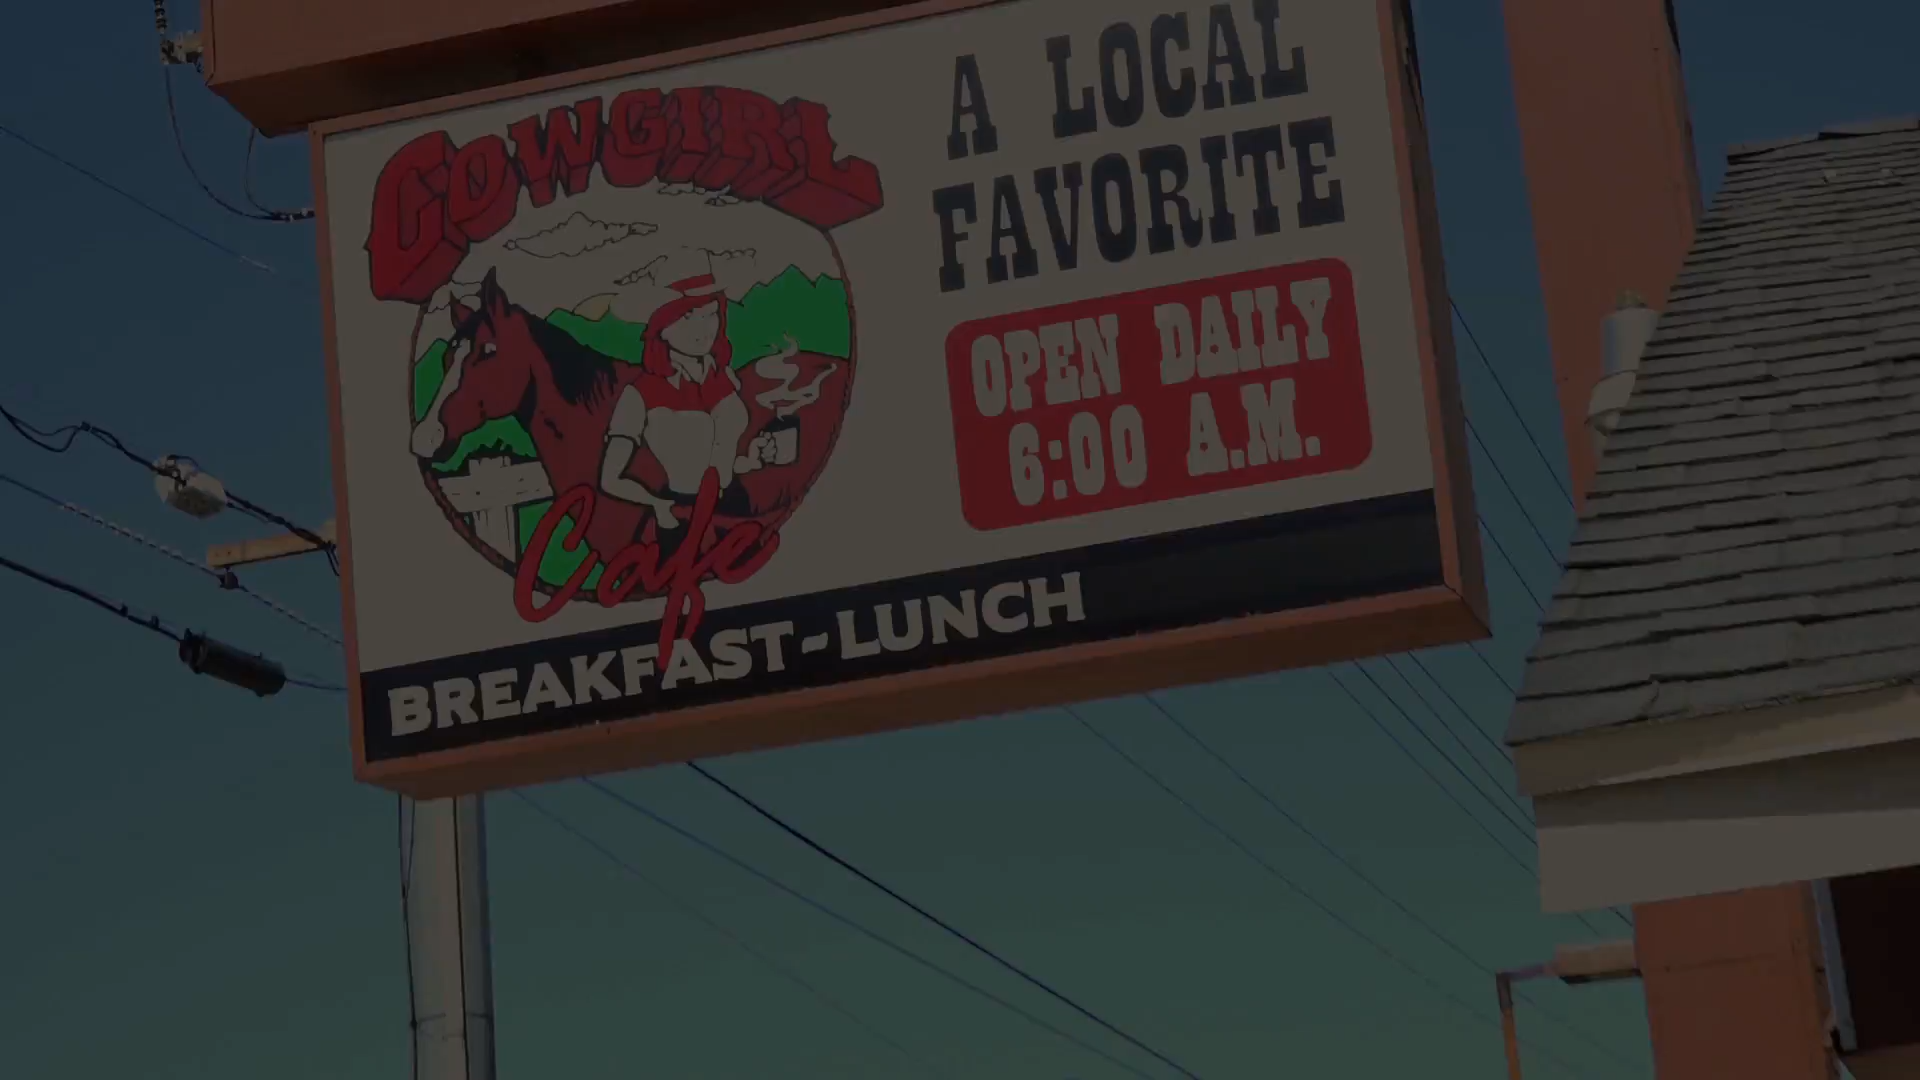 COWGIRL
Cafe
A LOCAL
FAVORITE
OPEN DAILY
6:00 A.M.
BREAKFAST-LUNCH